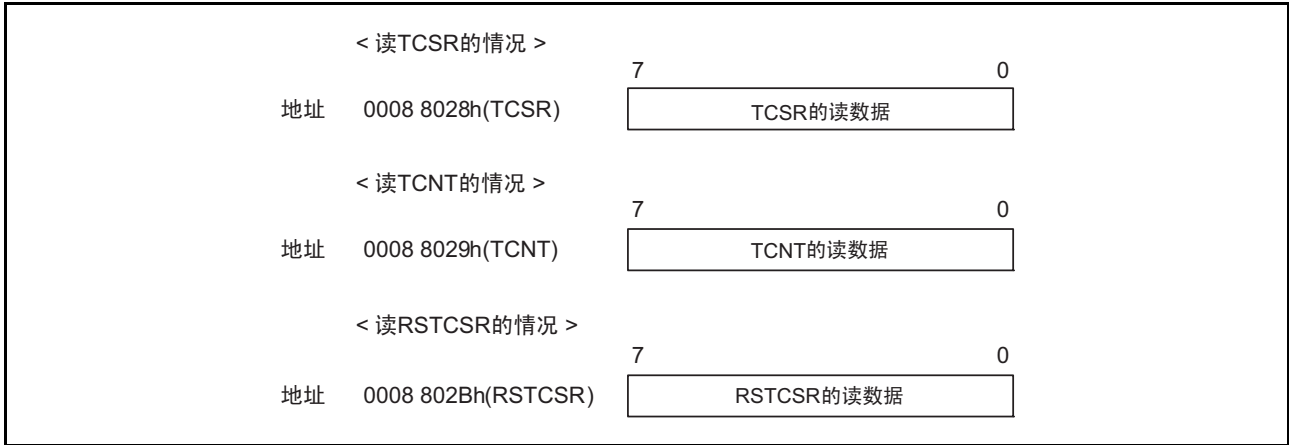 < 读TCSR的情况 >
7 0
地址 0008 8028h(TCSR) TCSR的读数据
< 读TCNT的情况 >
7 0
地址 0008 8029h(TCNT) TCNT的读数据
< 读RSTCSR的情况 >
7 0
地址 0008 802Bh(RSTCSR) RSTCSR的读数据